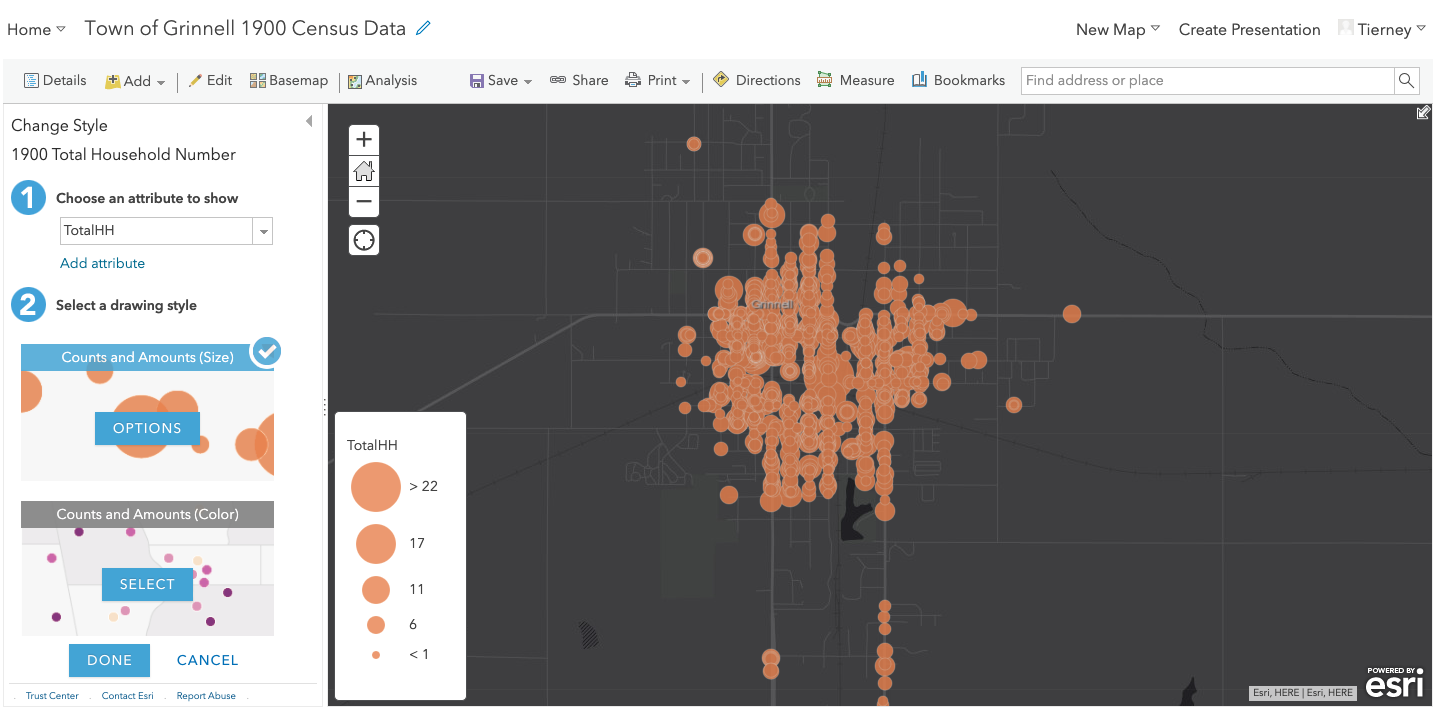 Home
Town of Grinnell 1900 Census Data
New Map
Create Presentation
Tierney
Details
Add
Edit
Basemap
Analysis
Save
Share
Print
Directions
Measure
Bookmarks
Find address or place
Change Style
1900 Total Household Number
1
Choose an attribute to show
TotalHH
Add attribute
2
Select a drawing style
Counts and Amounts (Size)
OPTIONS
Counts and Amounts (Color)
SELECT
DONE
CANCEL
Trust Center
Contact Esri
Report Abuse
+
−
Grinnell
TotalHH
> 22
17
11
6
< 1
POWERED BY
esri
Esri, HERE | Esri, HERE